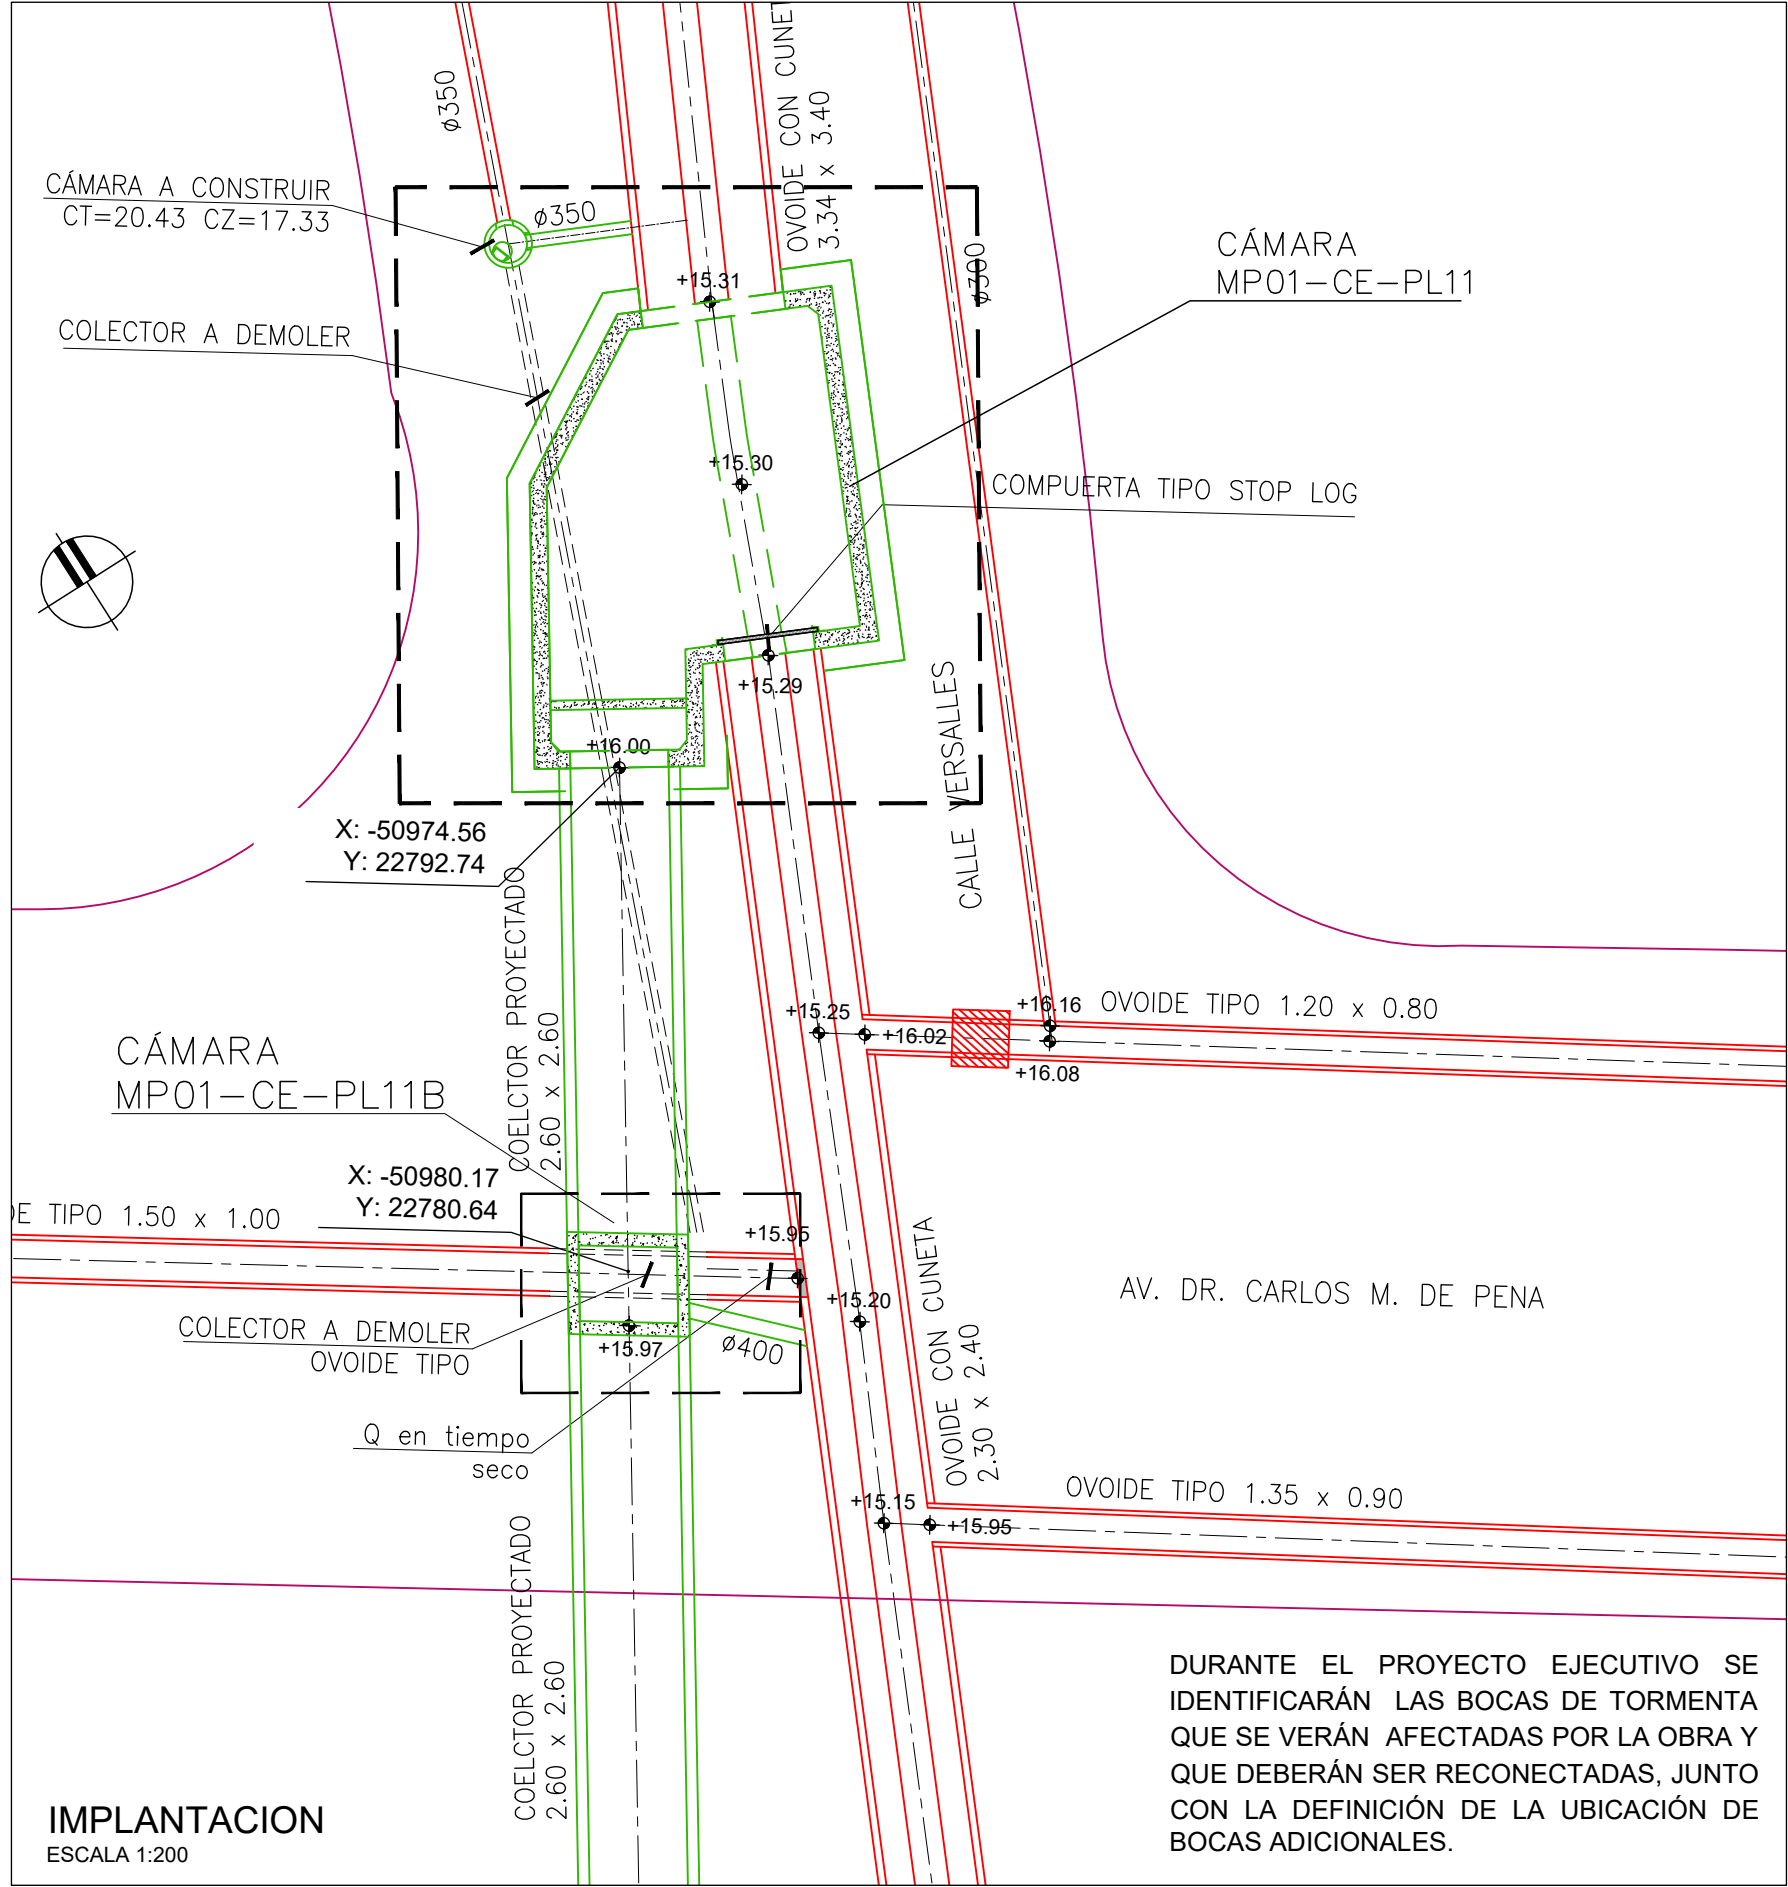 ø350
OVOIDE CON CUNET
3.34 x 3.40
CÁMARA A CONSTRUIR
CT=20.43 CZ=17.33
ø350
ø300
CÁMARA
MP01-CE-PL11
+15.31
COLECTOR A DEMOLER
+15.30
COMPUERTA TIPO STOP LOG
+15.29
+16.00
CALLE VERSALLES
X: -50974.56
Y: 22792.74
COELCTOR PROYECTADO
2.60 x 2.60
+15.25
+16.02
+16.16
OVOIDE TIPO 1.20 x 0.80
+16.08
CÁMARA
MP01-CE-PL11B
X: -50980.17
Y: 22780.64
DE TIPO 1.50 x 1.00
+15.95
+15.20
OVOIDE CON CUNETA
2.30 x 2.40
AV. DR. CARLOS M. DE PENA
COLECTOR A DEMOLER
OVOIDE TIPO
+15.97
ø400
Q en tiempo
seco
+15.15
+15.95
OVOIDE TIPO 1.35 x 0.90
COELCTOR PROYECTADO
2.60 x 2.60
DURANTE EL PROYECTO EJECUTIVO SE
IDENTIFICARÁN LAS BOCAS DE TORMENTA
QUE SE VERÁN AFECTADAS POR LA OBRA Y
QUE DEBERÁN SER RECONECTADAS, JUNTO
CON LA DEFINICIÓN DE LA UBICACIÓN DE
BOCAS ADICIONALES.
IMPLANTACION
ESCALA 1:200